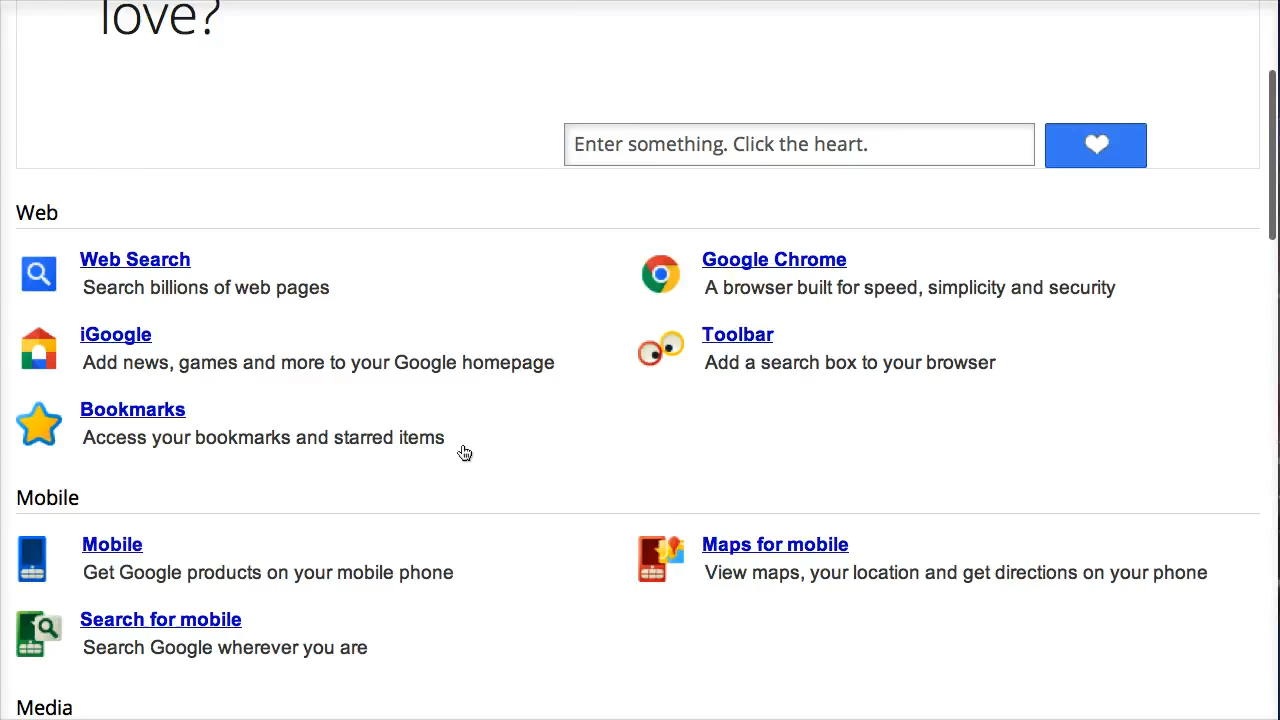 love?
Enter something. Click the heart.
Web
Web Search
Search billions of web pages
Google Chrome
A browser built for speed, simplicity and security
iGoogle
Add news, games and more to your Google homepage
Toolbar
Add a search box to your browser
Bookmarks
Access your bookmarks and starred items
Mobile
Mobile
Get Google products on your mobile phone
Maps for mobile
View maps, your location and get directions on your phone
Search for mobile
Search Google wherever you are
Media